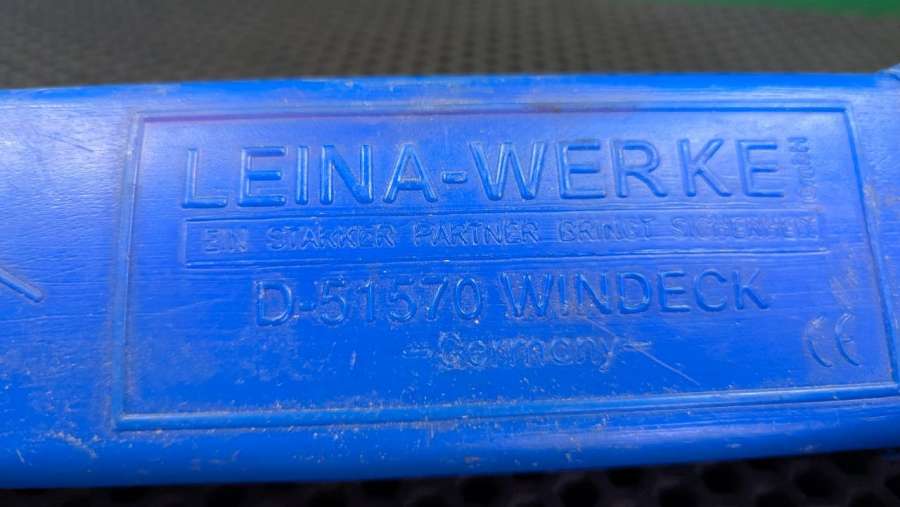 LEINA-WERKE
EIN STARKER PARTNER BRINGT SICHERHEIT
D-51570 WINDECK
-Germany-
CE